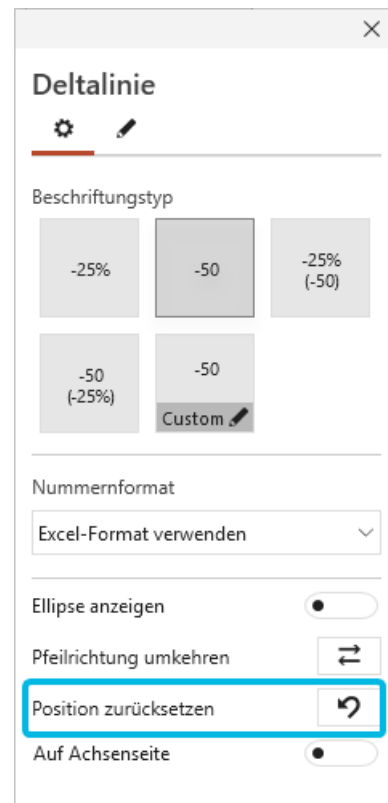 Deltalinie
Beschriftungstyp
-25%
-50
-25%
(-50)
-50
(-25%)
-50
Custom
Nummernformat
Excel-Format verwenden
Ellipse anzeigen
Pfeilrichtung umkehren
Position zurücksetzen
Auf Achsenseite